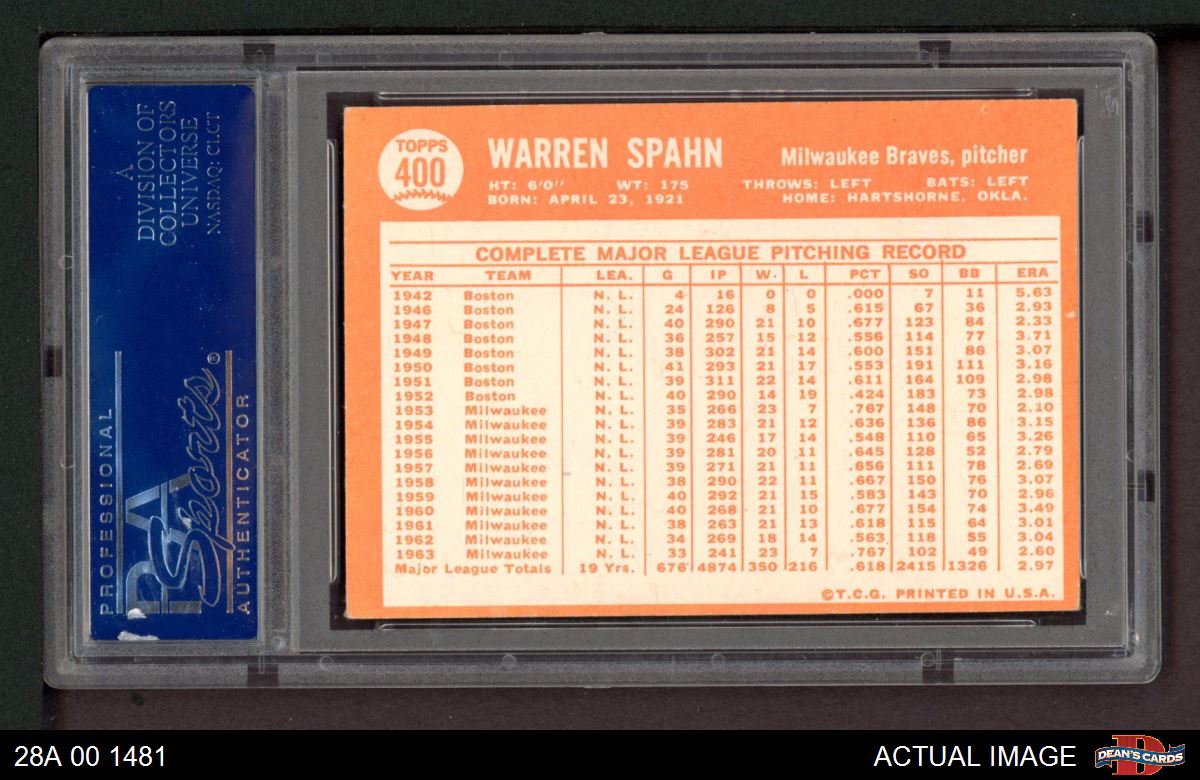 A
DIVISION OF
COLLECTORS
UNIVERSE
NASDAQ: CLCT
PROFESSIONAL
PSA
Sports®
AUTHENTICATOR
TOPPS
400
WARREN SPAHN
Milwaukee Braves, pitcher
HT: 6'0" WT: 175 THROWS: LEFT BATS: LEFT
BORN: APRIL 23, 1921 HOME: HARTSHORNE, OKLA.
COMPLETE MAJOR LEAGUE PITCHING RECORD
YEAR TEAM LEA. G IP W. L PCT SO BB ERA
1942 Boston N. L. 4 16 0 0 .000 7 11 5.63
1946 Boston N. L. 24 126 8 5 .615 67 36 2.93
1947 Boston N. L. 40 290 21 10 .677 123 84 2.33
1948 Boston N. L. 36 257 15 12 .556 114 77 3.71
1949 Boston N. L. 38 302 21 14 .600 151 86 3.07
1950 Boston N. L. 41 293 21 17 .553 191 111 3.16
1951 Boston N. L. 39 311 22 14 .611 164 109 2.98
1952 Boston N. L. 40 290 14 19 .424 183 73 2.98
1953 Milwaukee N. L. 35 266 23 7 .767 148 70 2.10
1954 Milwaukee N. L. 39 283 21 12 .636 136 86 3.15
1955 Milwaukee N. L. 39 246 17 14 .548 110 65 3.26
1956 Milwaukee N. L. 39 281 20 11 .645 128 52 2.79
1957 Milwaukee N. L. 39 271 21 11 .656 111 78 2.69
1958 Milwaukee N. L. 38 290 22 11 .667 150 76 3.07
1959 Milwaukee N. L. 40 292 21 15 .583 143 70 2.96
1960 Milwaukee N. L. 40 268 21 10 .677 154 74 3.49
1961 Milwaukee N. L. 38 263 21 13 .618 115 64 3.01
1962 Milwaukee N. L. 34 269 18 14 .563 118 55 3.04
1963 Milwaukee N. L. 33 241 23 7 .767 102 49 2.60
Major League Totals 19 Yrs. 676 4874 350 216 .618 2415 1326 2.97
©T.C.G. PRINTED IN U.S.A.
28A 00 1481
ACTUAL IMAGE
D
DEAN'S CARDS